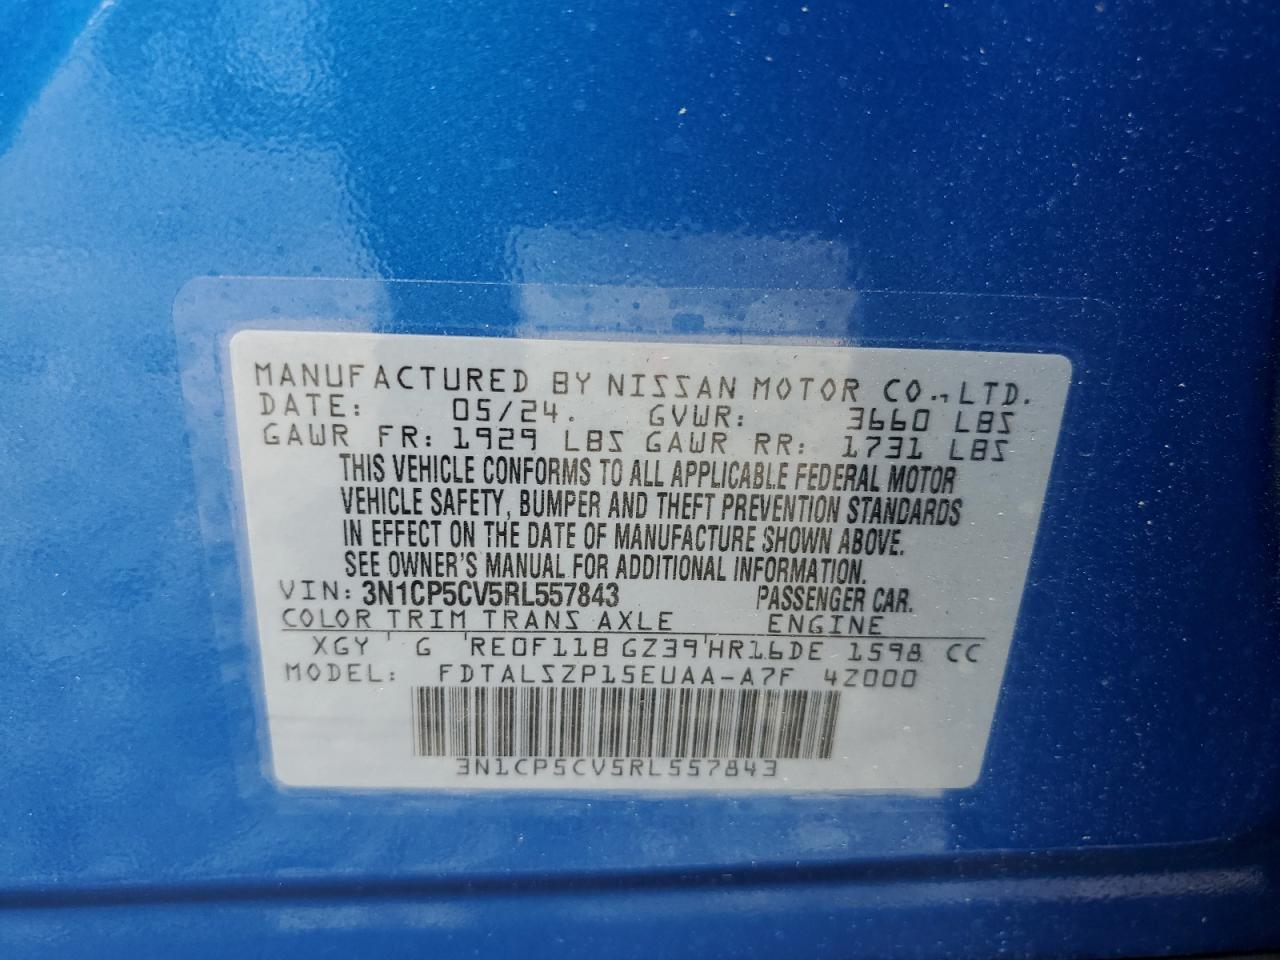 MANUFACTURED BY NISSAN MOTOR CO., LTD.
DATE: 05/24. GVWR: 3660 LBS
GAWR FR: 1929 LBS GAWR RR: 1731 LBS
THIS VEHICLE CONFORMS TO ALL APPLICABLE FEDERAL MOTOR
VEHICLE SAFETY, BUMPER AND THEFT PREVENTION STANDARDS
IN EFFECT ON THE DATE OF MANUFACTURE SHOWN ABOVE.
SEE OWNER'S MANUAL FOR ADDITIONAL INFORMATION.
VIN: 3N1CP5CV5RL557843 PASSENGER CAR.
COLOR TRIM TRANS AXLE ENGINE
XGY ' G RE0F11B GZ39'HR16DE 1598 CC
MODEL: FDTALSZP15EUAA-A7F 4Z000
3N1CP5CV5RL557843